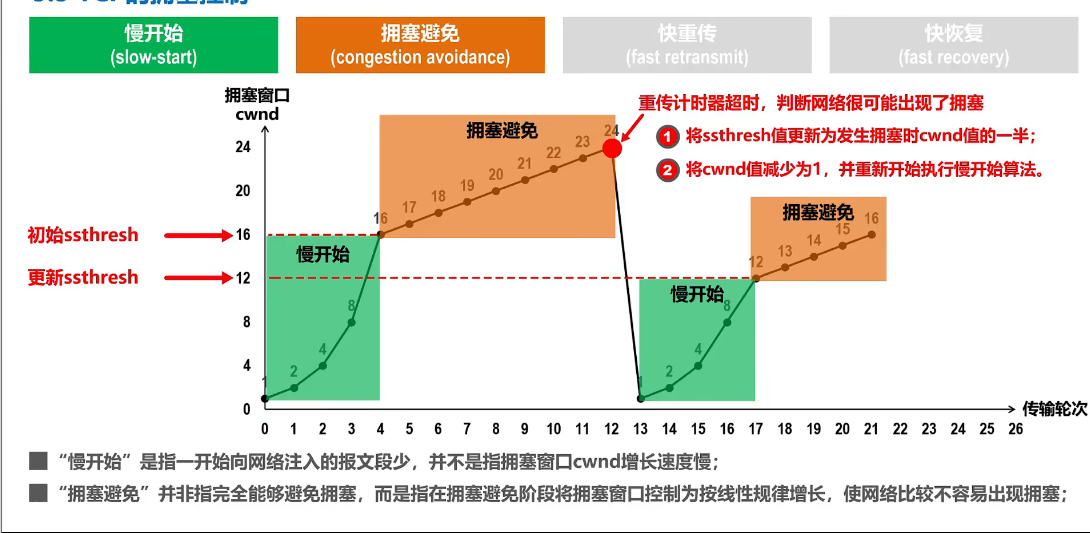 慢开始
(slow-start)
拥塞避免
(congestion avoidance)
快重传
(fast retransmit)
快恢复
(fast recovery)
拥塞窗口
cwnd
重传计时器超时，判断网络很可能出现了拥塞
1 将ssthresh值更新为发生拥塞时cwnd值的一半；
2 将cwnd值减少为1，并重新开始执行慢开始算法。
拥塞避免
24
23
22
21
20
19
18
17
16
24
20
16
12
8
4
0
初始ssthresh
更新ssthresh
慢开始
8
4
2
1
拥塞避免
16
15
14
13
12
慢开始
8
4
2
1
0 1 2 3 4 5 6 7 8 9 10 11 12 13 14 15 16 17 18 19 20 21 22 23 24 25 26
传输轮次
“慢开始”是指一开始向网络注入的报文段少，并不是指拥塞窗口cwnd增长速度慢；
“拥塞避免”并非指完全能够避免拥塞，而是指在拥塞避免阶段将拥塞窗口控制为按线性规律增长，使网络比较不容易出现拥塞；